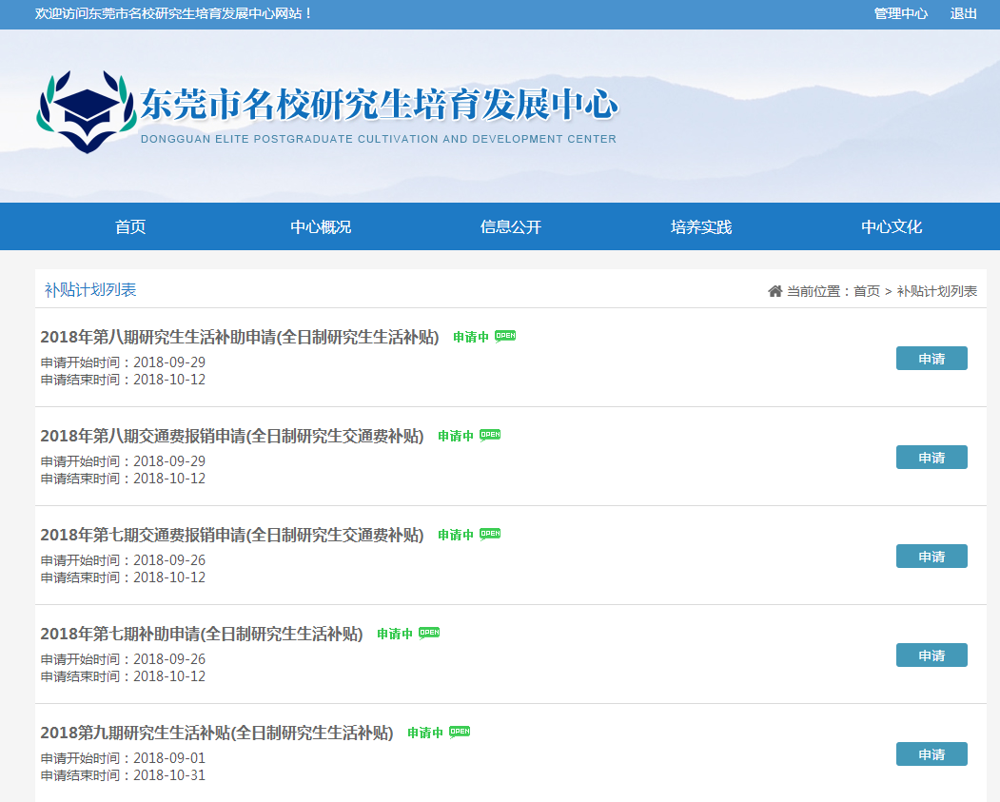 欢迎访问东莞市名校研究生培育发展中心网站！ 管理中心 退出
东莞市名校研究生培育发展中心
DONGGUAN ELITE POSTGRADUATE CULTIVATION AND DEVELOPMENT CENTER
首页 中心概况 信息公开 培养实践 中心文化
补贴计划列表 当前位置：首页 > 补贴计划列表
2018年第八期研究生生活补助申请(全日制研究生生活补贴) 申请中 OPEN
申请开始时间：2018-09-29
申请
申请结束时间：2018-10-12
2018年第八期交通费报销申请(全日制研究生交通费补贴) 申请中 OPEN
申请开始时间：2018-09-29
申请
申请结束时间：2018-10-12
2018年第七期交通费报销申请(全日制研究生交通费补贴) 申请中 OPEN
申请开始时间：2018-09-26
申请
申请结束时间：2018-10-12
2018年第七期补助申请(全日制研究生生活补贴) 申请中 OPEN
申请开始时间：2018-09-26
申请
申请结束时间：2018-10-12
2018第九期研究生生活补贴(全日制研究生生活补贴) 申请中 OPEN
申请开始时间：2018-09-01
申请
申请结束时间：2018-10-31